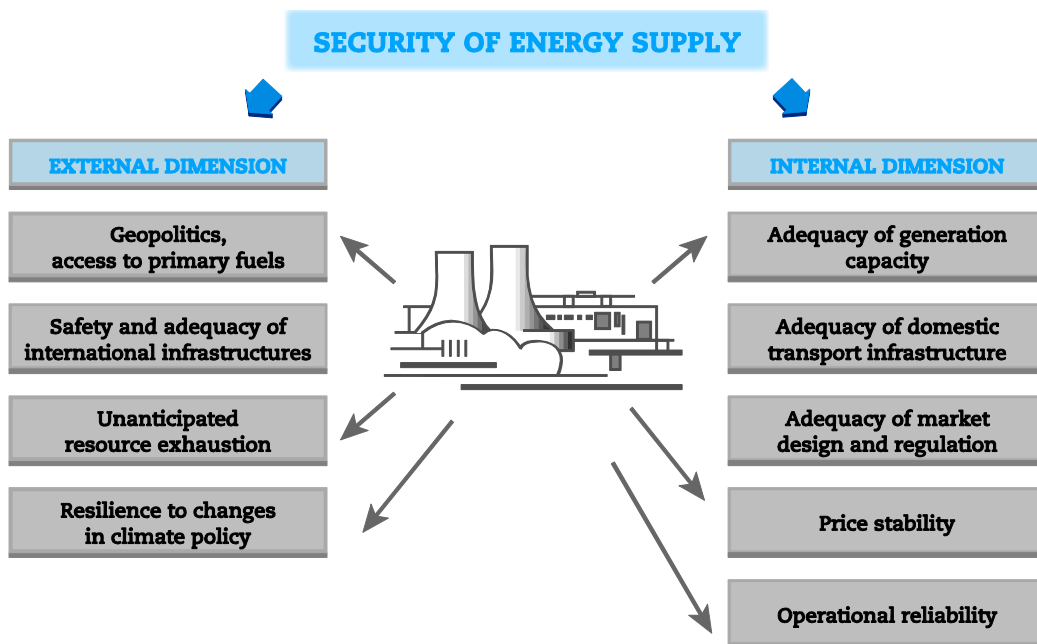 SECURITY OF ENERGY SUPPLY
EXTERNAL DIMENSION
Geopolitics,
access to primary fuels
Safety and adequacy of
international infrastructures
Unanticipated
resource exhaustion
Resilience to changes
in climate policy
INTERNAL DIMENSION
Adequacy of generation
capacity
Adequacy of domestic
transport infrastructure
Adequacy of market
design and regulation
Price stability
Operational reliability